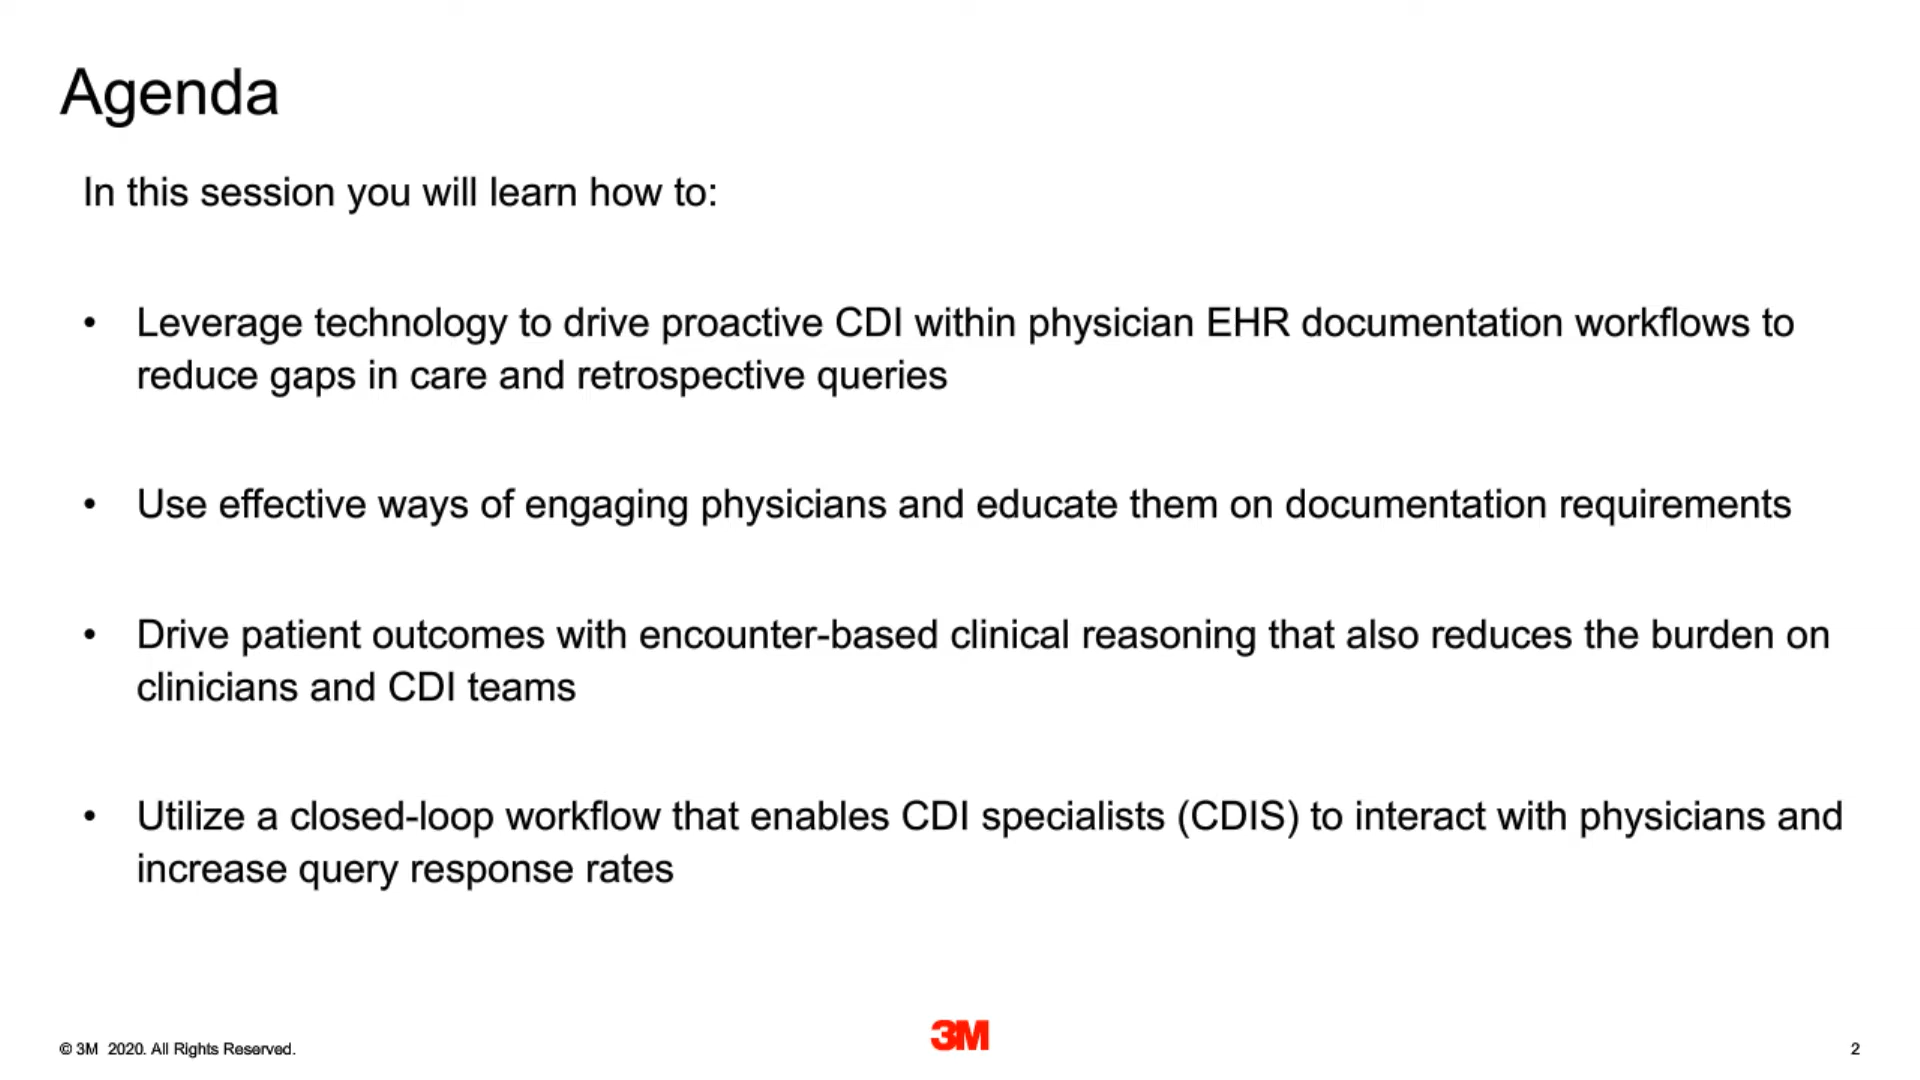 Agenda
In this session you will learn how to:
• Leverage technology to drive proactive CDI within physician EHR documentation workflows to
reduce gaps in care and retrospective queries
• Use effective ways of engaging physicians and educate them on documentation requirements
• Drive patient outcomes with encounter-based clinical reasoning that also reduces the burden on
clinicians and CDI teams
• Utilize a closed-loop workflow that enables CDI specialists (CDIS) to interact with physicians and
increase query response rates
© 3M 2020. All Rights Reserved.
3M
2